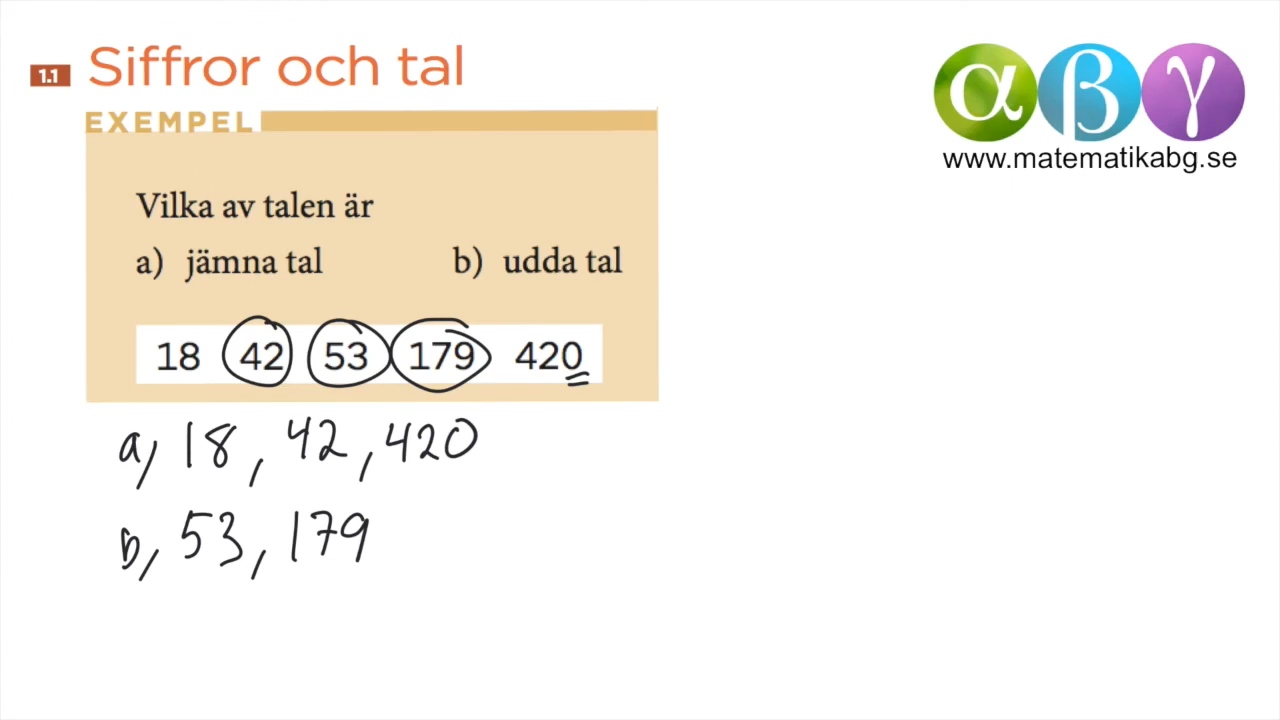 1.1 Siffror och tal
αβγ
www.matematikabg.se
EXEMPEL
Vilka av talen är
a) jämna tal b) udda tal
18 42 53 179 420
a, 18, 42, 420
b, 53, 179